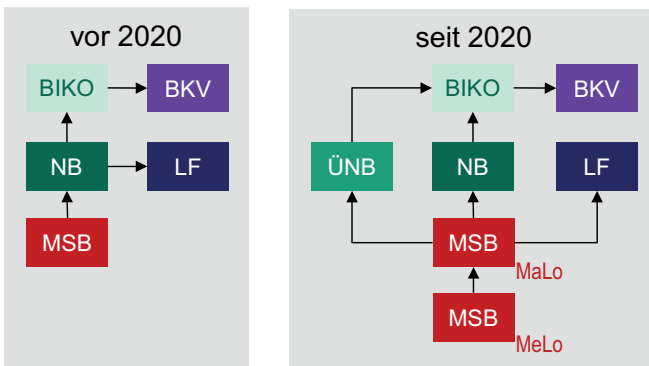 vor 2020
BIKO
BKV
NB
LF
MSB
seit 2020
BIKO
BKV
ÜNB
NB
LF
MSB
MaLo
MSB
MeLo